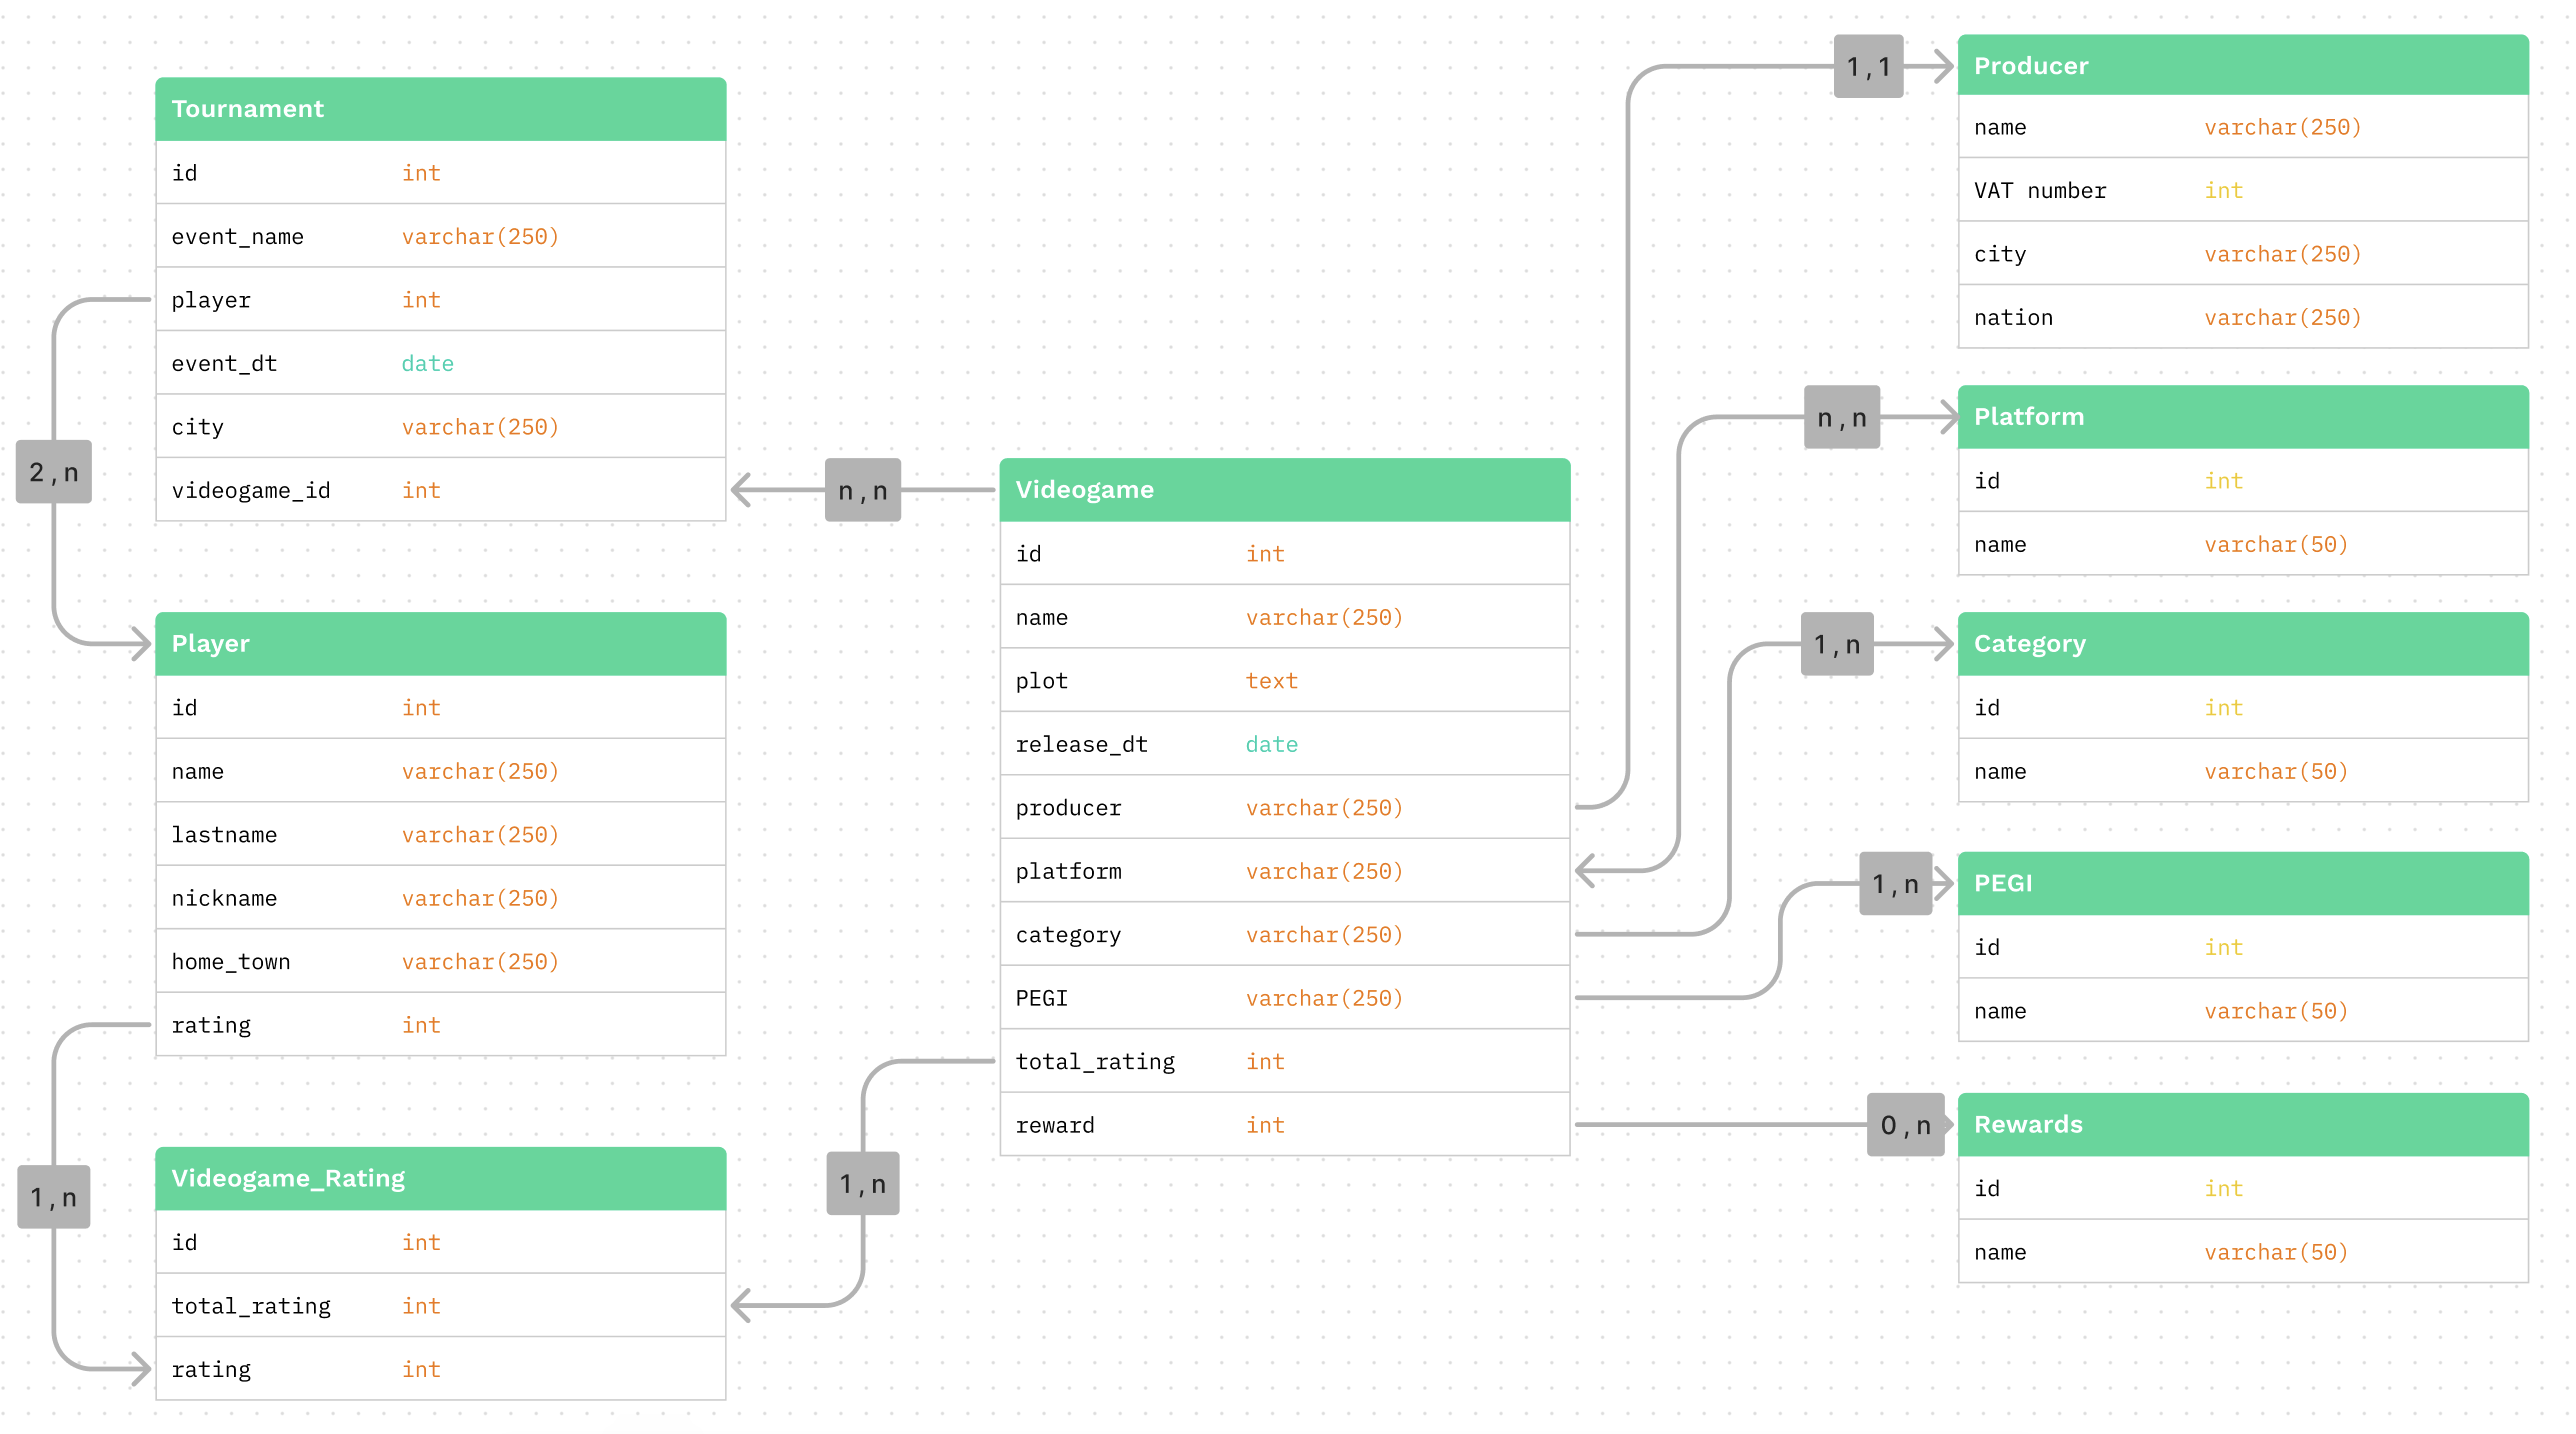 Tournament
id int
event_name varchar(250)
player int
event_dt date
city varchar(250)
videogame_id int
2,n
Player
id int
name varchar(250)
lastname varchar(250)
nickname varchar(250)
home_town varchar(250)
rating int
1,n
Videogame_Rating
id int
total_rating int
rating int
n,n
Videogame
id int
name varchar(250)
plot text
release_dt date
producer varchar(250)
platform varchar(250)
category varchar(250)
PEGI varchar(250)
total_rating int
reward int
1,n
1,1
Producer
name varchar(250)
VAT number int
city varchar(250)
nation varchar(250)
n,n
Platform
id int
name varchar(50)
1,n
Category
id int
name varchar(50)
1,n
PEGI
id int
name varchar(50)
0,n
Rewards
id int
name varchar(50)